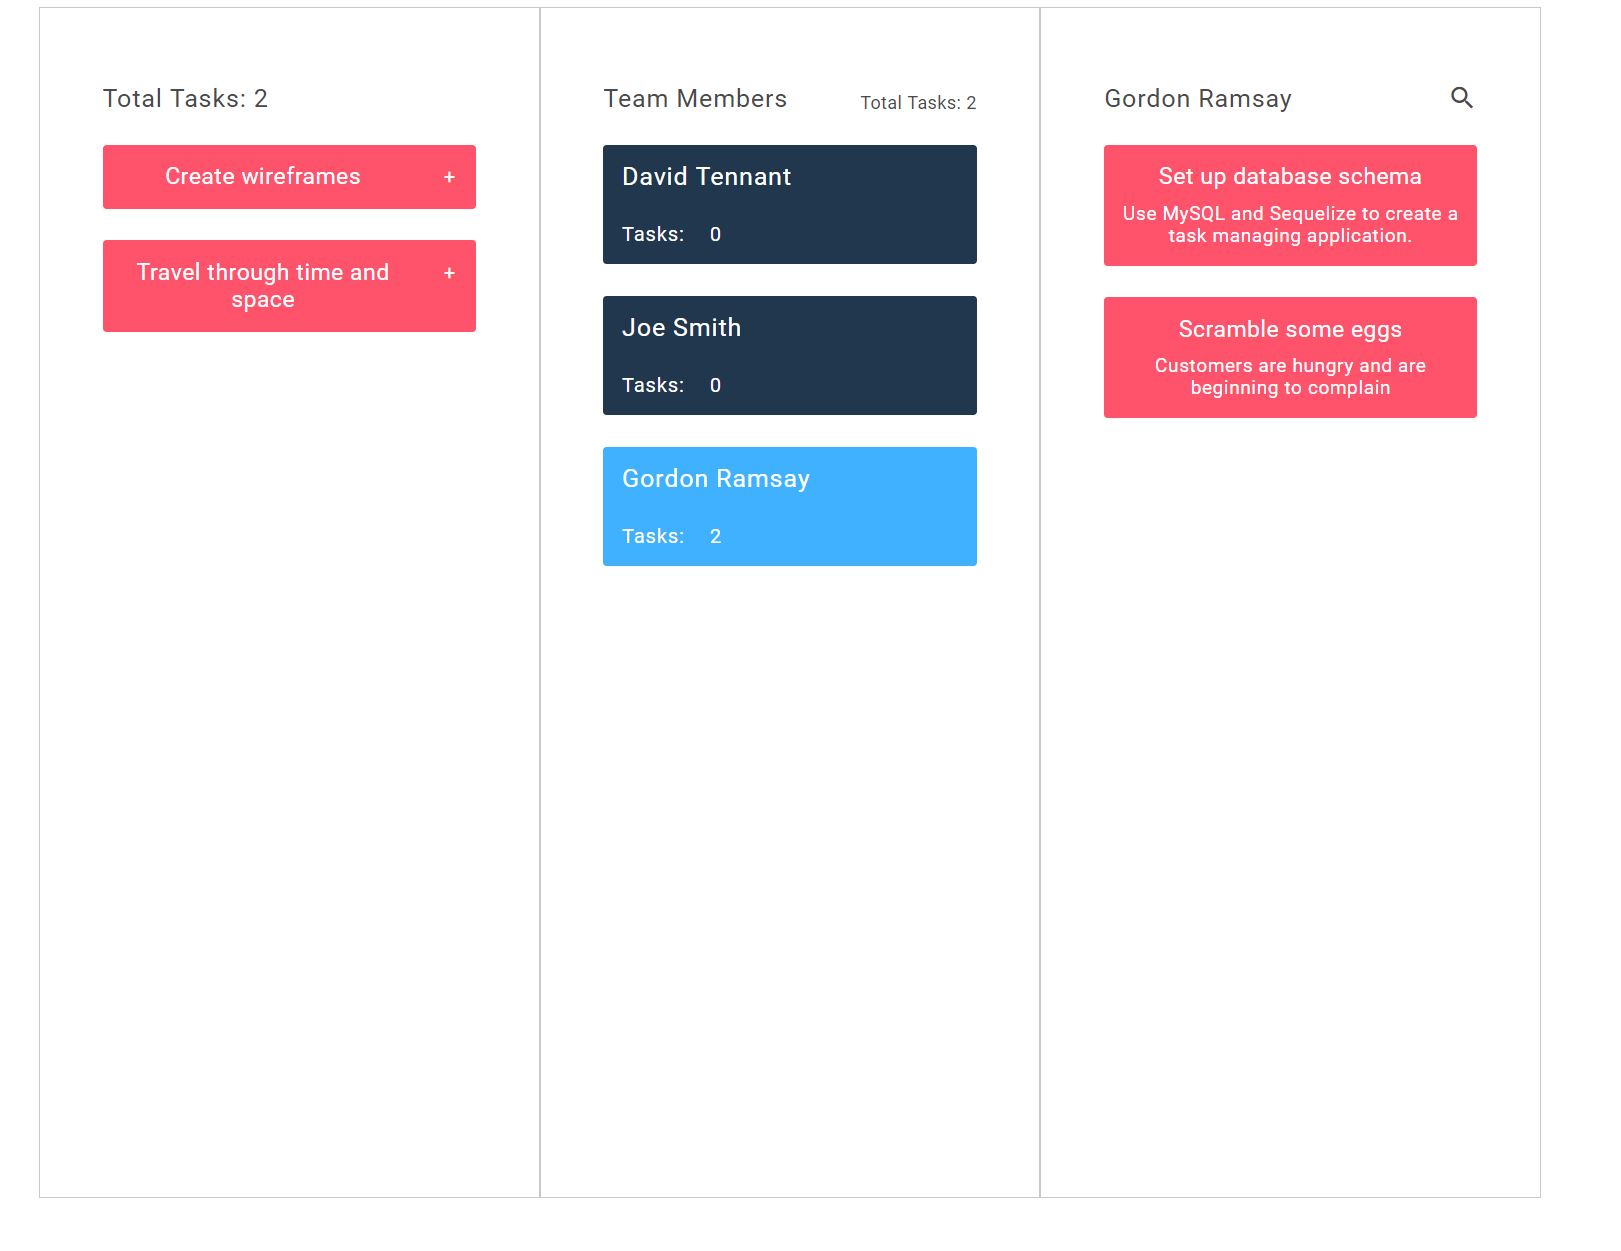 Total Tasks: 2
Create wireframes +
Travel through time and +
space
Team Members Total Tasks: 2
David Tennant
Tasks: 0
Joe Smith
Tasks: 0
Gordon Ramsay
Tasks: 2
Gordon Ramsay
Set up database schema
Use MySQL and Sequelize to create a
task managing application.
Scramble some eggs
Customers are hungry and are
beginning to complain